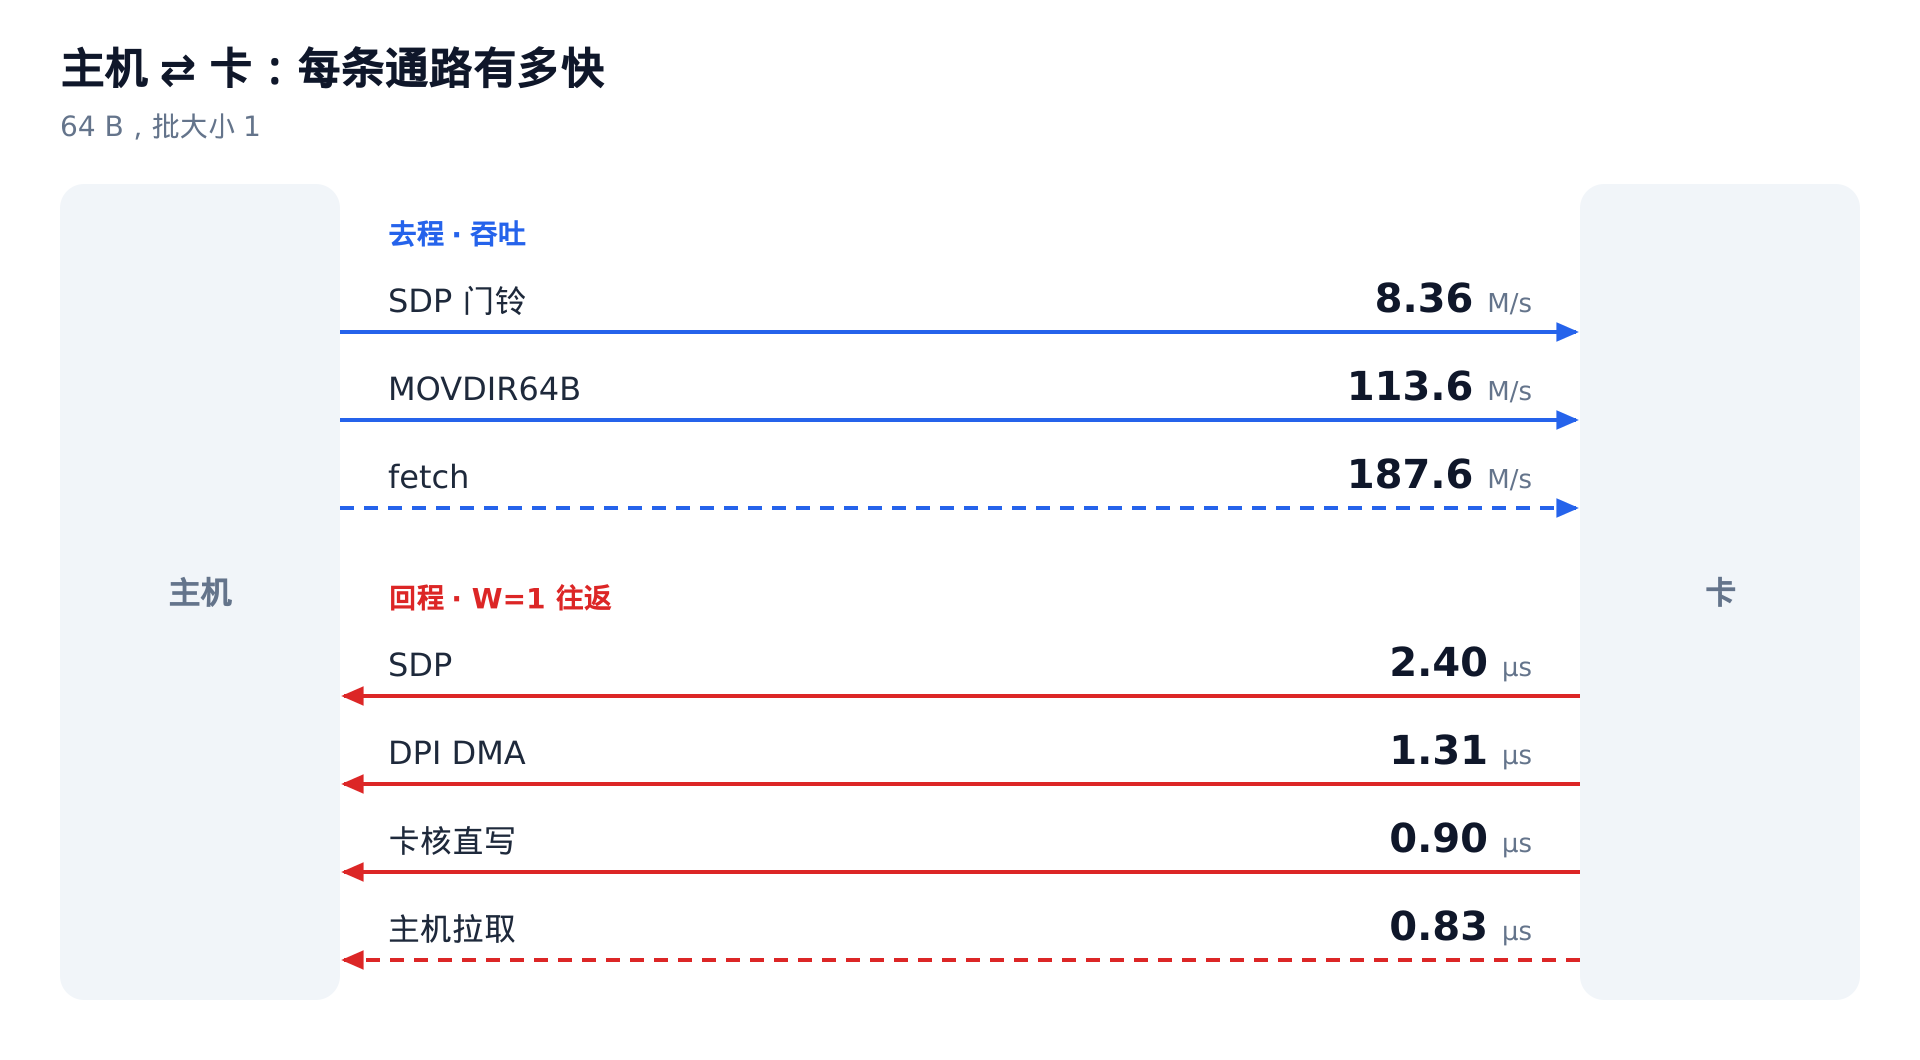 主机 ⇄ 卡：每条通路有多快
64 B，批大小 1
去程 · 吞吐
SDP 门铃 8.36 M/s
MOVDIR64B 113.6 M/s
fetch 187.6 M/s
主机
卡
回程 · W=1 往返
SDP 2.40 µs
DPI DMA 1.31 µs
卡核直写 0.90 µs
主机拉取 0.83 µs